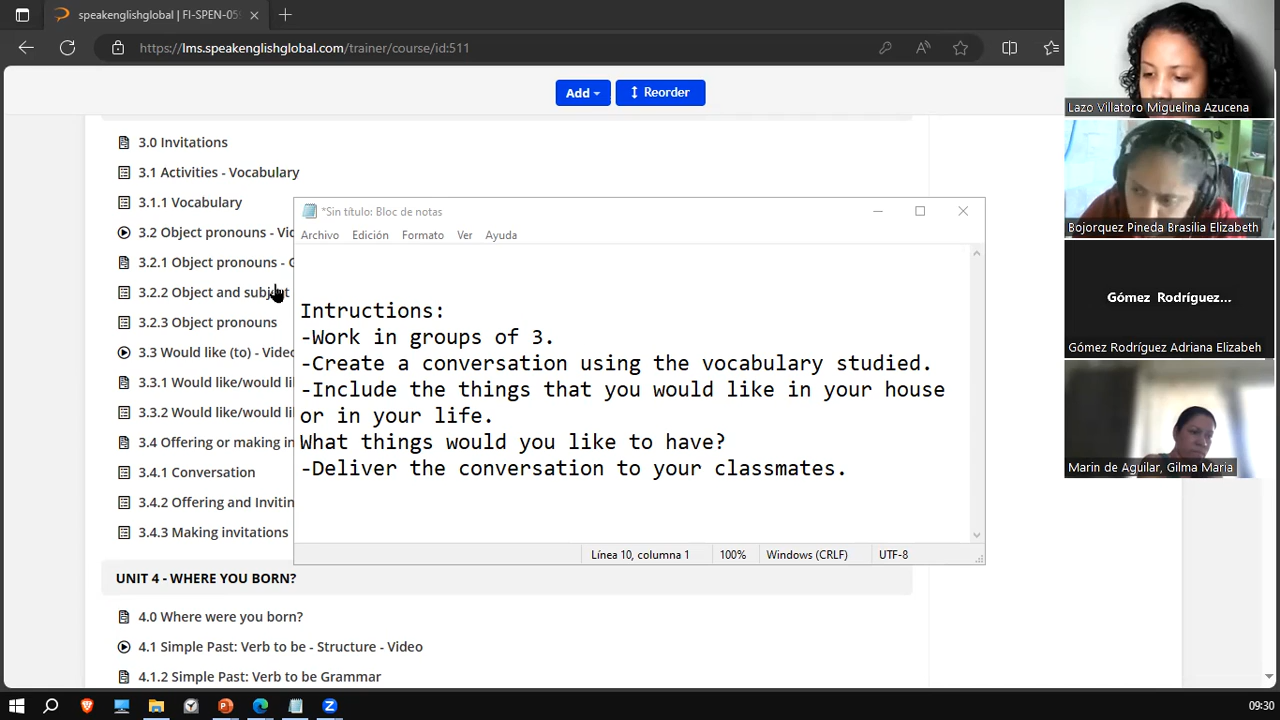 speakenglishglobal | FI-SPEN-05
https://lms.speakenglishglobal.com/trainer/course/id:511
Add
Reorder
3.0 Invitations
3.1 Activities - Vocabulary
3.1.1 Vocabulary
3.2 Object pronouns - Vid
3.2.1 Object pronouns - G
3.2.2 Object and subject
3.2.3 Object pronouns
3.3 Would like (to) - Video
3.3.1 Would like/would li
3.3.2 Would like/would li
3.4 Offering or making in
3.4.1 Conversation
3.4.2 Offering and Invitin
3.4.3 Making invitations
UNIT 4 - WHERE YOU BORN?
4.0 Where were you born?
4.1 Simple Past: Verb to be - Structure - Video
4.1.2 Simple Past: Verb to be Grammar
*Sin título: Bloc de notas
Archivo Edición Formato Ver Ayuda
Intructions:
-Work in groups of 3.
-Create a conversation using the vocabulary studied.
-Include the things that you would like in your house
or in your life.
What things would you like to have?
-Deliver the conversation to your classmates.
Línea 10, columna 1 100% Windows (CRLF) UTF-8
Lazo Villatoro Miguelina Azucena
Bojorquez Pineda Brasilia Elizabeth
Gómez Rodríguez...
Gómez Rodríguez Adriana Elizabeh
Marin de Aguilar, Gilma Maria
09:30